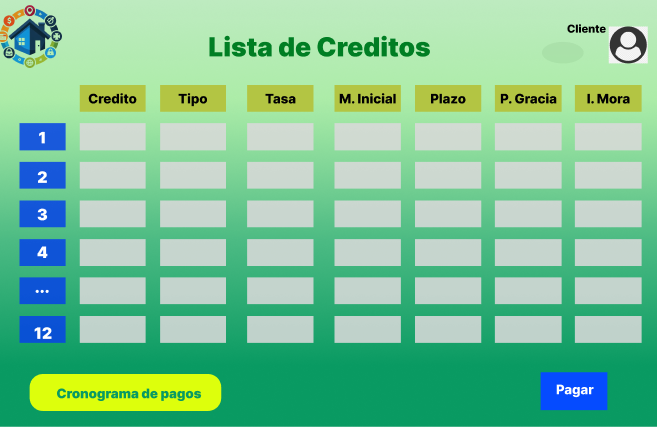 Cliente
Lista de Creditos
Credito Tipo Tasa M. Inicial Plazo P. Gracia I. Mora
1
2
3
4
...
12
Cronograma de pagos
Pagar